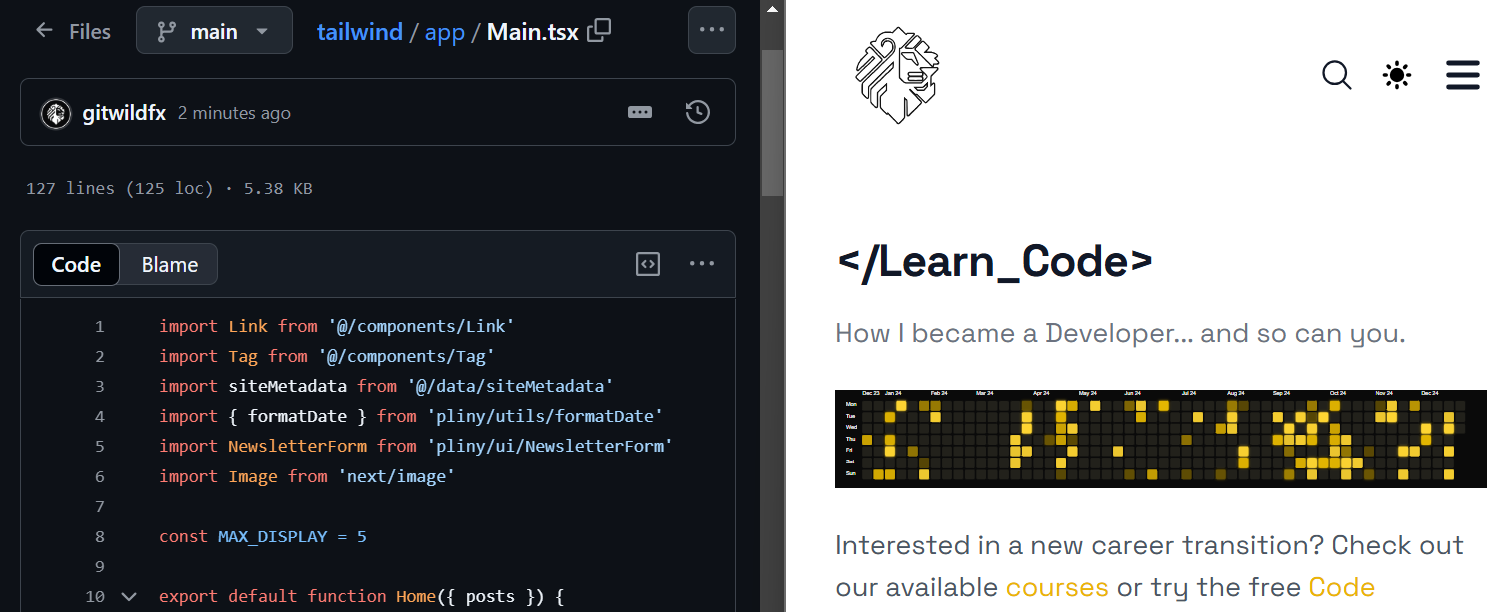 Files main tailwind / app / Main.tsx
gitwildfx 2 minutes ago
127 lines (125 loc) · 5.38 KB
Code Blame
1 import Link from '@/components/Link'
2 import Tag from '@/components/Tag'
3 import siteMetadata from '@/data/siteMetadata'
4 import { formatDate } from 'pliny/utils/formatDate'
5 import NewsletterForm from 'pliny/ui/NewsletterForm'
6 import Image from 'next/image'
7
8 const MAX_DISPLAY = 5
9
10 export default function Home({ posts }) {
</Learn_Code>
How I became a Developer... and so can you.
Dec 23 Jan 24 Feb 24 Mar 24 Apr 24 May 24 Jun 24 Jul 24 Aug 24 Sep 24 Oct 24 Nov 24 Dec 24
Mon
Tue
Wed
Thu
Fri
Sat
Sun
Interested in a new career transition? Check out
our available courses or try the free Code